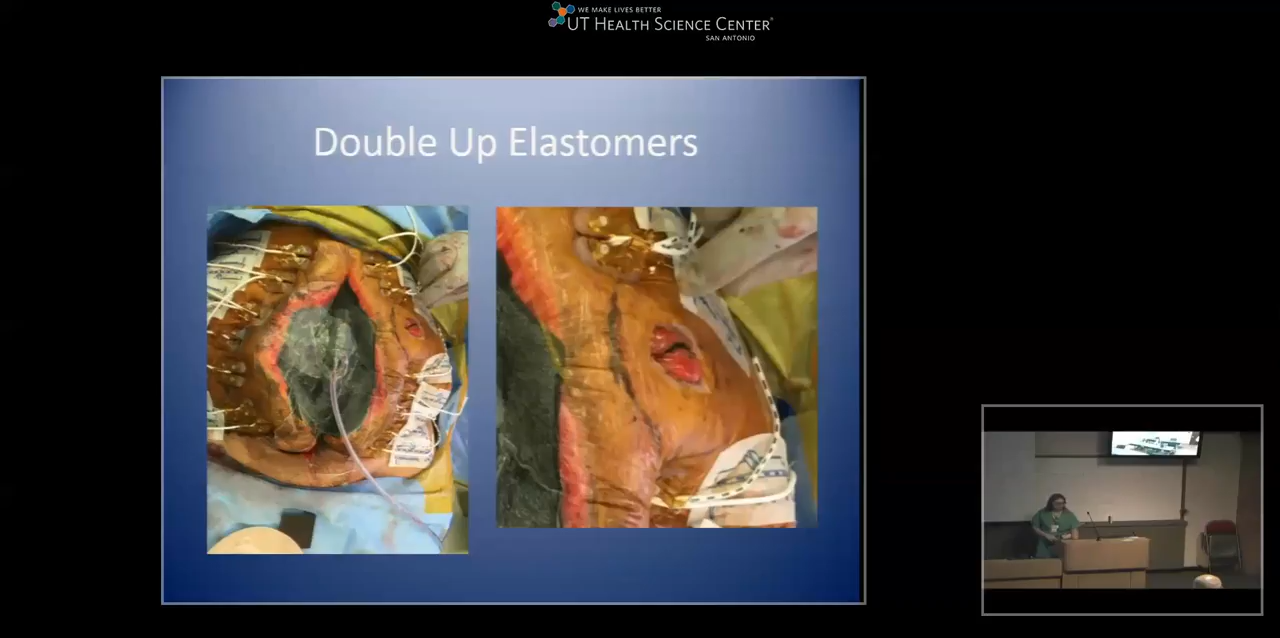 WE MAKE LIVES BETTER
UT HEALTH SCIENCE CENTER®
SAN ANTONIO
Double Up Elastomers